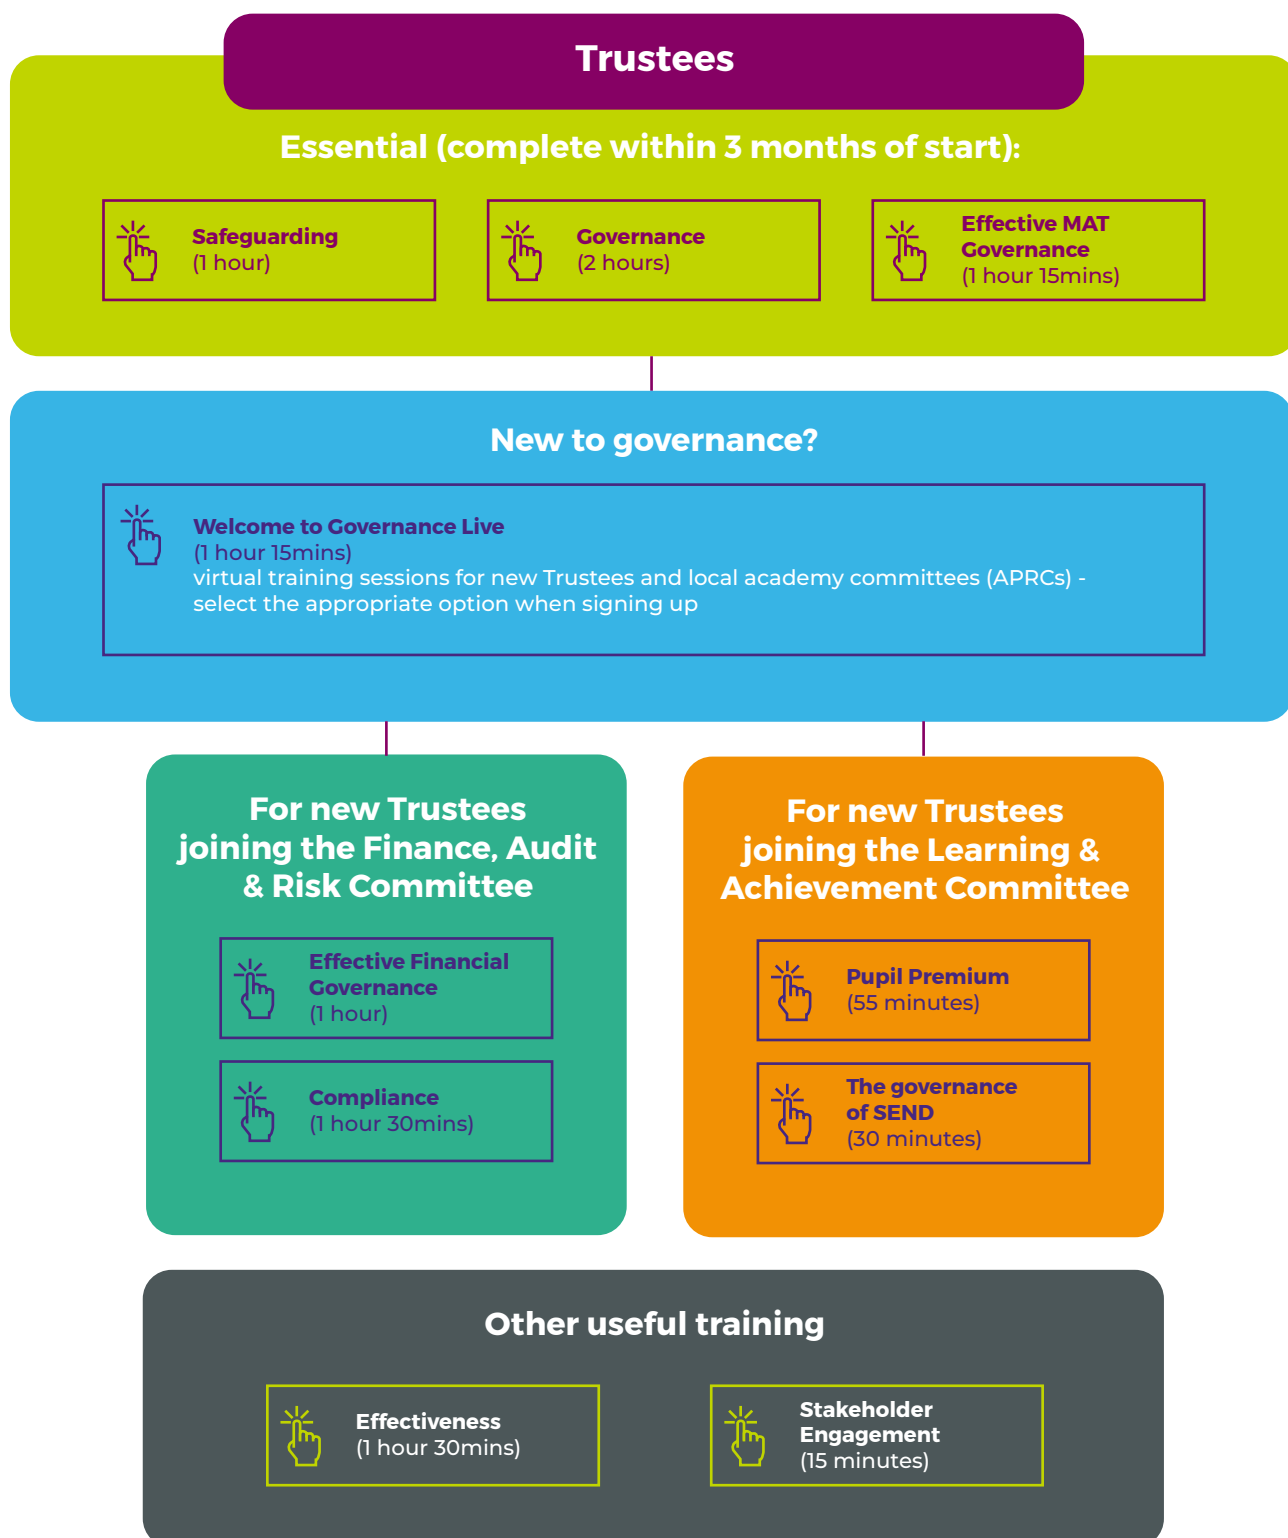 Trustees
Essential (complete within 3 months of start):
Safeguarding
(1 hour)
Governance
(2 hours)
Effective MAT
Governance
(1 hour 15mins)
New to governance?
Welcome to Governance Live
(1 hour 15mins)
virtual training sessions for new Trustees and local academy committees (APRCs) -
select the appropriate option when signing up
For new Trustees
joining the Finance, Audit
& Risk Committee
Effective Financial
Governance
(1 hour)
Compliance
(1 hour 30mins)
For new Trustees
joining the Learning &
Achievement Committee
Pupil Premium
(55 minutes)
The governance
of SEND
(30 minutes)
Other useful training
Effectiveness
(1 hour 30mins)
Stakeholder
Engagement
(15 minutes)